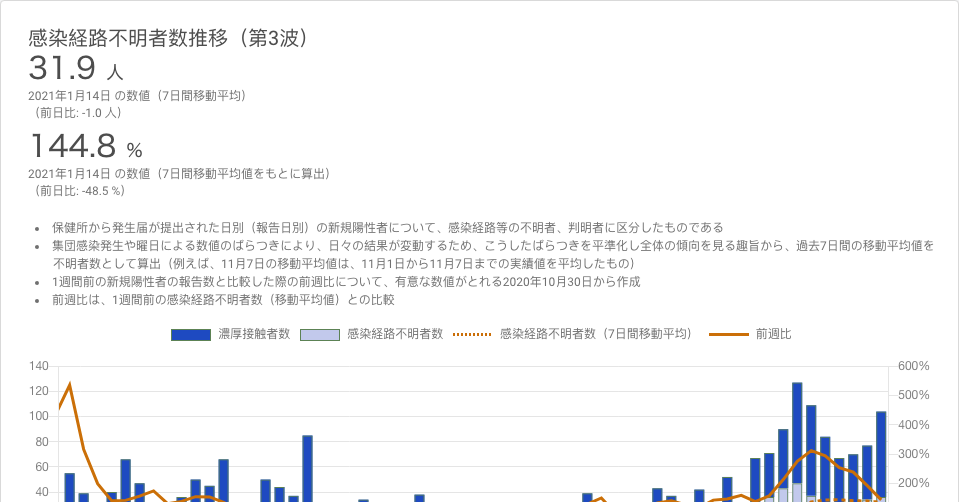 感染経路不明者数推移（第3波）
31.9 人
2021年1月14日 の数値（7日間移動平均）
（前日比: -1.0 人）
144.8 %
2021年1月14日 の数値（7日間移動平均値をもとに算出）
（前日比: -48.5 %）
• 保健所から発生届が提出された日別（報告日別）の新規陽性者について、感染経路等の不明者、判明者に区分したものである
• 集団感染発生や曜日による数値のばらつきにより、日々の結果が変動するため、こうしたばらつきを平準化し全体の傾向を見る趣旨から、過去7日間の移動平均値を
不明者数として算出（例えば、11月7日の移動平均値は、11月1日から11月7日までの実績値を平均したもの）
• 1週間前の新規陽性者の報告数と比較した際の前週比について、有意な数値がとれる2020年10月30日から作成
• 前週比は、1週間前の感染経路不明者数（移動平均値）との比較
濃厚接触者数 感染経路不明者数 感染経路不明者数（7日間移動平均） 前週比
140 600%
120 500%
100 400%
80 300%
60 200%
40